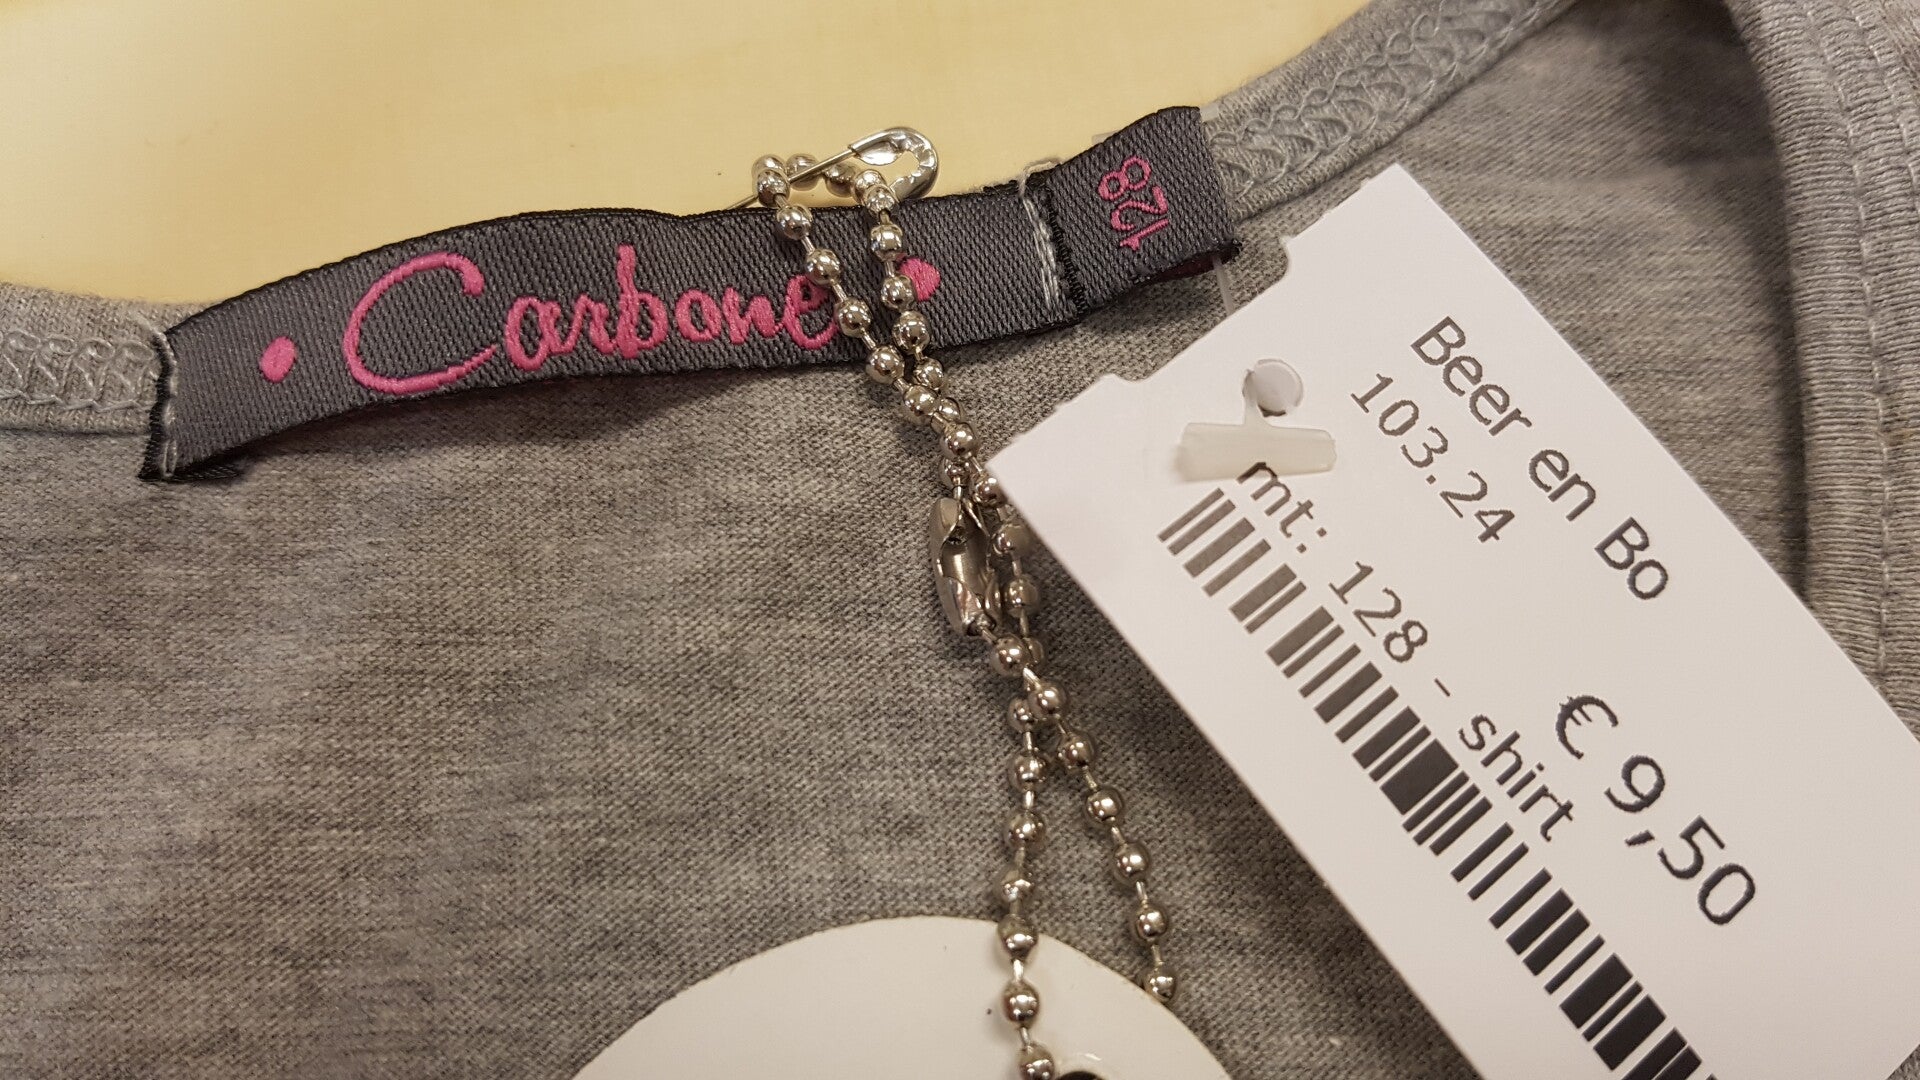 Carbone
128
Beer en Bo
103.24
€ 9,50
mt: 128 - shirt